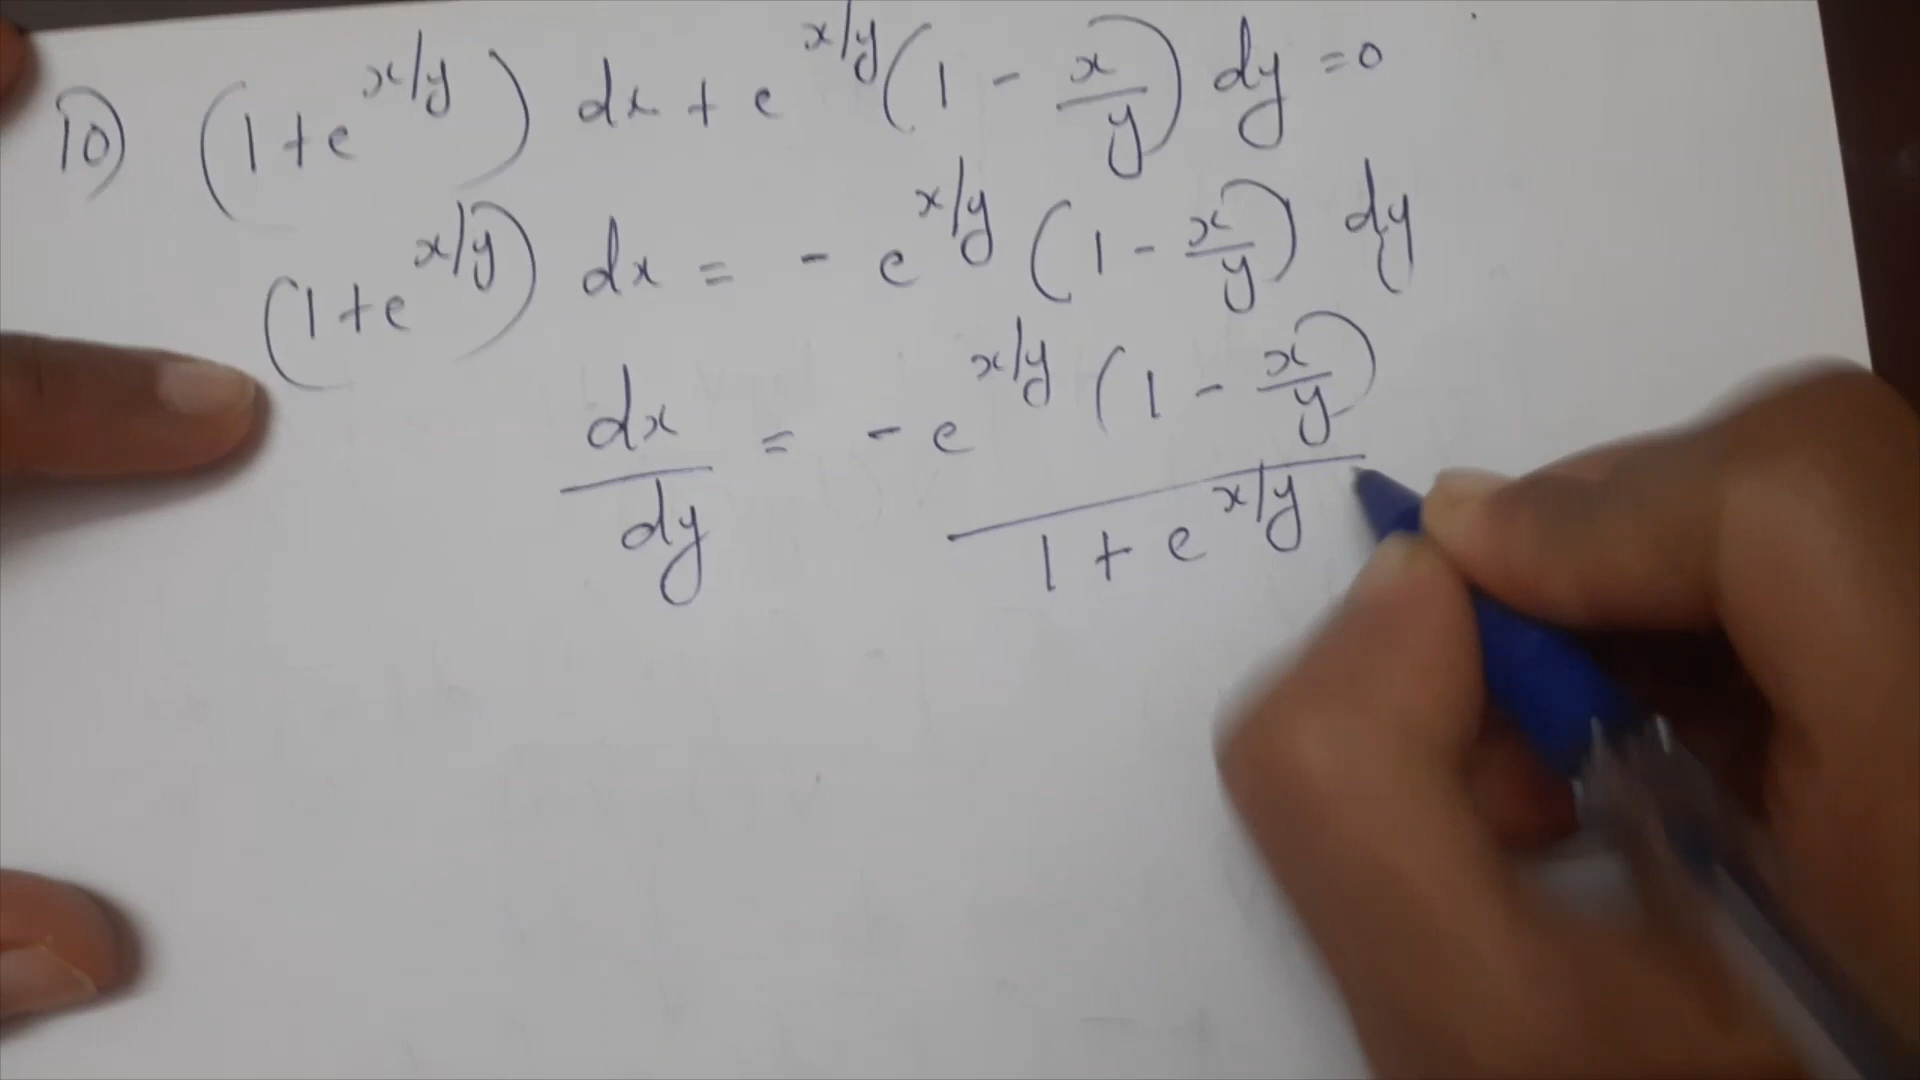 10) (1+e^{x/y}) dx + e^{x/y} (1 - x/y) dy = 0
(1+e^{x/y}) dx = - e^{x/y} (1 - x/y) dy
dx/dy = - e^{x/y} (1 - x/y) / 1 + e^{x/y}